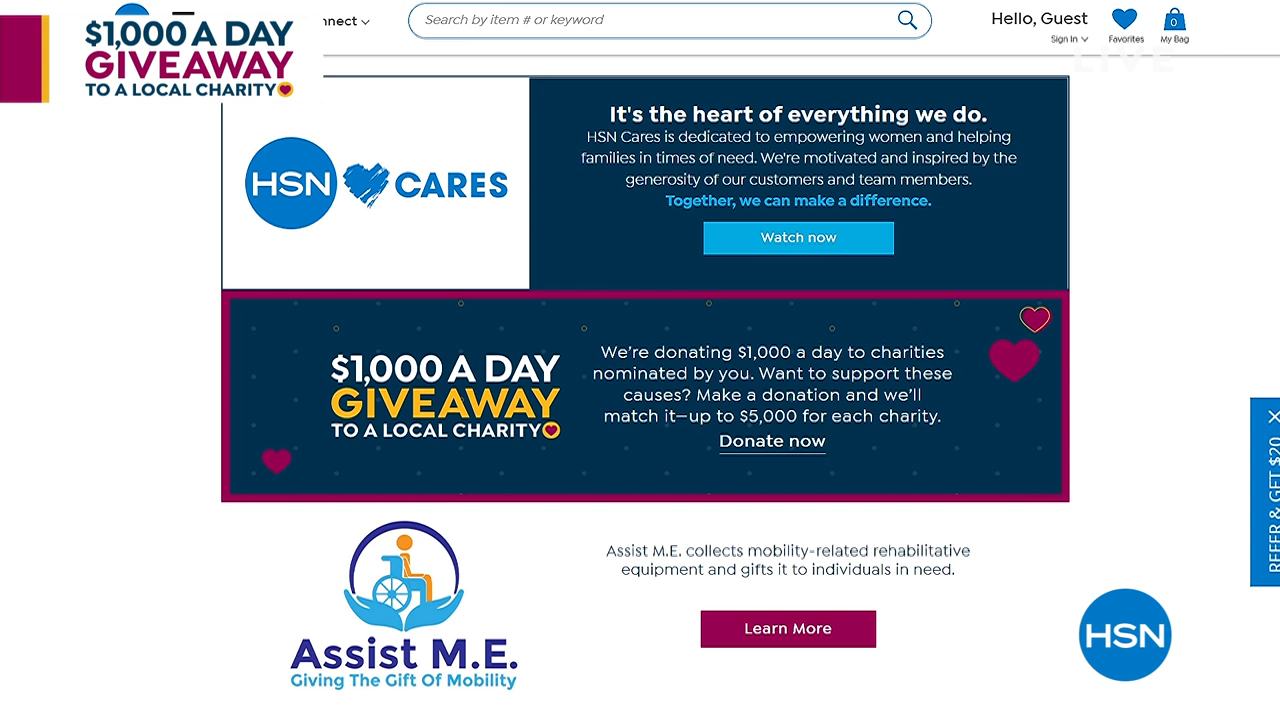 $1,000 A DAY
GIVEAWAY
TO A LOCAL CHARITY
nnect
Search by item # or keyword
Hello, Guest
Sign In
Favorites
0
My Bag
LIVE
HSN CARES
It's the heart of everything we do.
HSN Cares is dedicated to empowering women and helping
families in times of need. We're motivated and inspired by the
generosity of our customers and team members.
Together, we can make a difference.
Watch now
$1,000 A DAY
GIVEAWAY
TO A LOCAL CHARITY
We're donating $1,000 a day to charities
nominated by you. Want to support these
causes? Make a donation and we'll
match it—up to $5,000 for each charity.
Donate now
REFER & GET $20
Assist M.E.
Giving The Gift Of Mobility
Assist M.E. collects mobility-related rehabilitative
equipment and gifts it to individuals in need.
Learn More
HSN